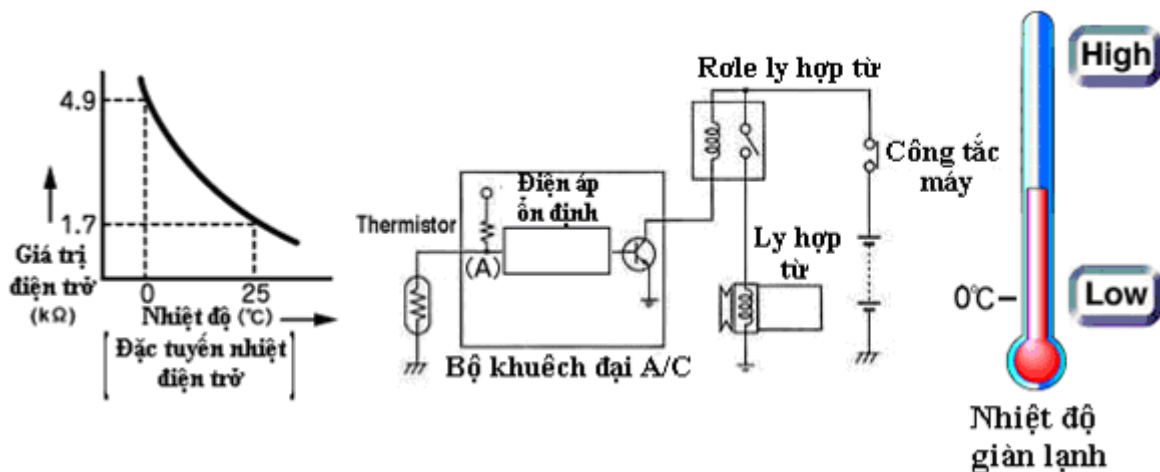 4.9
1.7
Giá trị
điện trở
(kΩ)
0
25
Nhiệt độ (℃)
Đặc tuyến nhiệt
điện trở
Thermistor
(A)
Điện áp
ổn định
Bộ khuêch đại A/C
Rơle ly hợp từ
Công tắc
máy
Ly hợp
từ
High
0℃
Low
Nhiệt độ
giàn lạnh